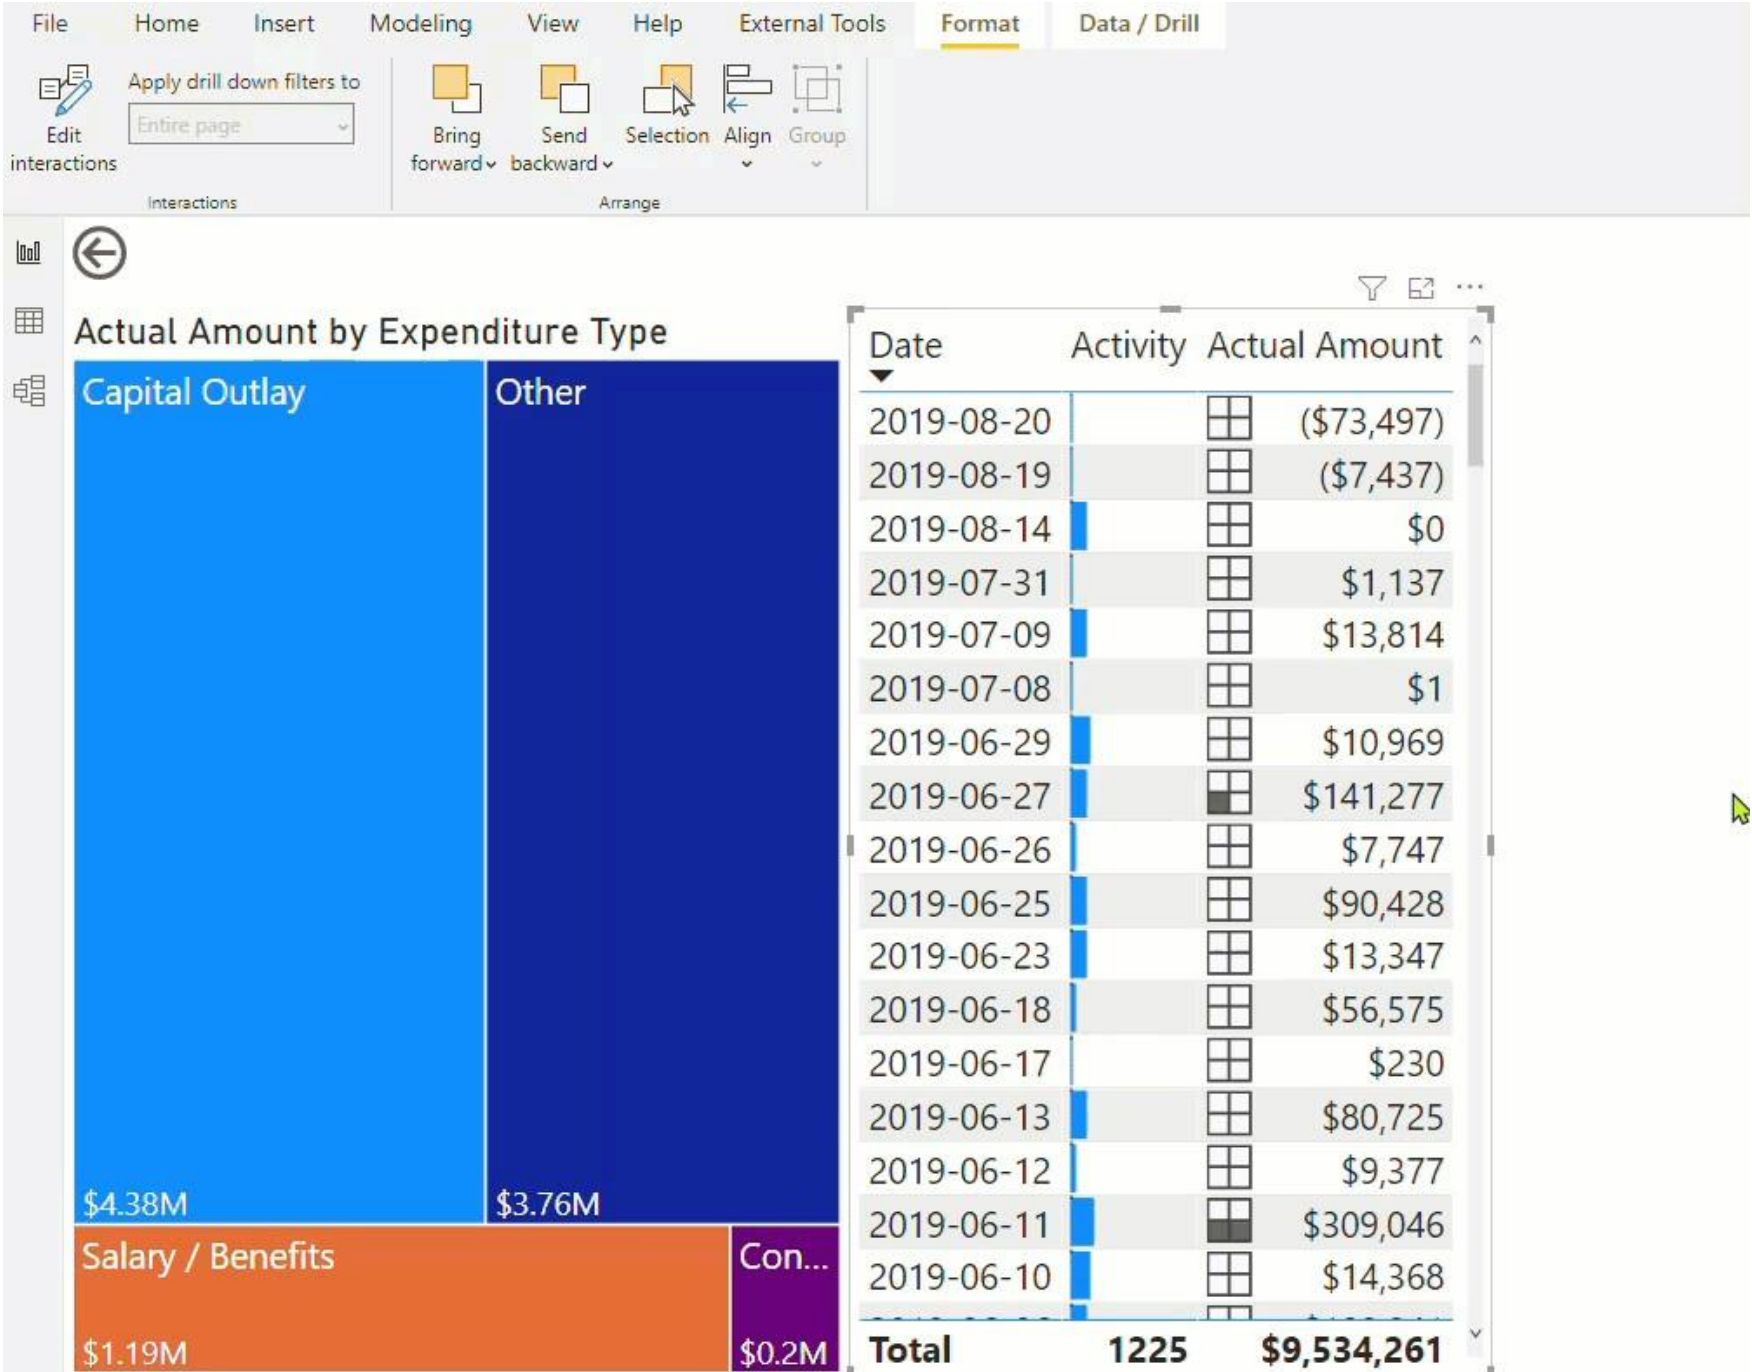 File Home Insert Modeling View Help External Tools Format Data / Drill
Apply drill down filters to
Entire page
Edit interactions
Bring forward
Send backward
Selection
Align
Group
Interactions
Arrange
Actual Amount by Expenditure Type
Capital Outlay
$4.38M
Other
$3.76M
Salary / Benefits
$1.19M
Con...
$0.2M
Date Activity Actual Amount
2019-08-20 ($73,497)
2019-08-19 ($7,437)
2019-08-14 $0
2019-07-31 $1,137
2019-07-09 $13,814
2019-07-08 $1
2019-06-29 $10,969
2019-06-27 $141,277
2019-06-26 $7,747
2019-06-25 $90,428
2019-06-23 $13,347
2019-06-18 $56,575
2019-06-17 $230
2019-06-13 $80,725
2019-06-12 $9,377
2019-06-11 $309,046
2019-06-10 $14,368
Total 1225 $9,534,261